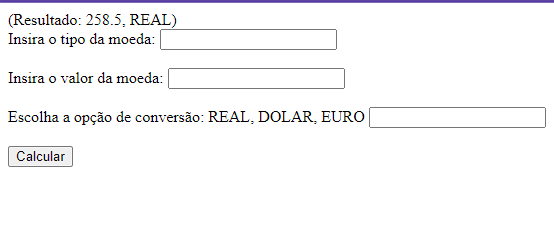 (Resultado: 258.5, REAL)
Insira o tipo da moeda:
Insira o valor da moeda:
Escolha a opção de conversão: REAL, DOLAR, EURO
Calcular